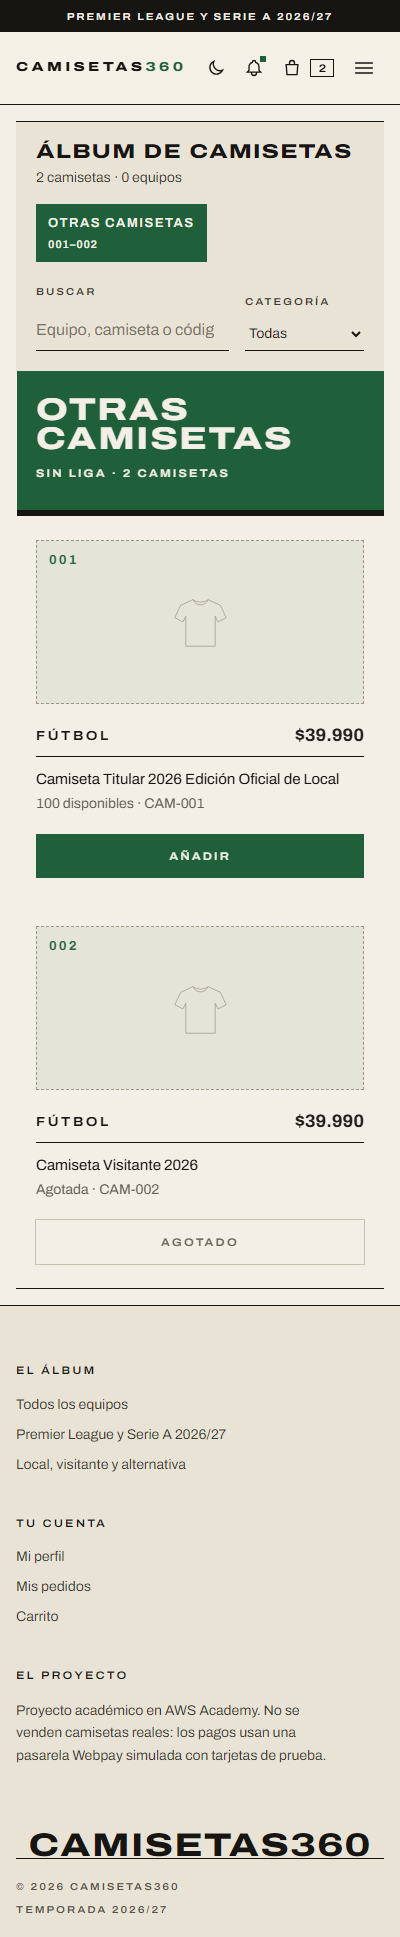 PREMIER LEAGUE Y SERIE A 2026/27
CAMISETAS360
2
ÁLBUM DE CAMISETAS
2 camisetas · 0 equipos
OTRAS CAMISETAS
001–002
BUSCAR
CATEGORÍA
Equipo, camiseta o códig
Todas
OTRAS
CAMISETAS
SIN LIGA · 2 CAMISETAS
001
FÚTBOL
$39.990
Camiseta Titular 2026 Edición Oficial de Local
100 disponibles · CAM-001
AÑADIR
002
FÚTBOL
$39.990
Camiseta Visitante 2026
Agotada · CAM-002
AGOTADO
EL ÁLBUM
Todos los equipos
Premier League y Serie A 2026/27
Local, visitante y alternativa
TU CUENTA
Mi perfil
Mis pedidos
Carrito
EL PROYECTO
Proyecto académico en AWS Academy. No se
venden camisetas reales: los pagos usan una
pasarela Webpay simulada con tarjetas de prueba.
CAMISETAS360
© 2026 CAMISETAS360
TEMPORADA 2026/27